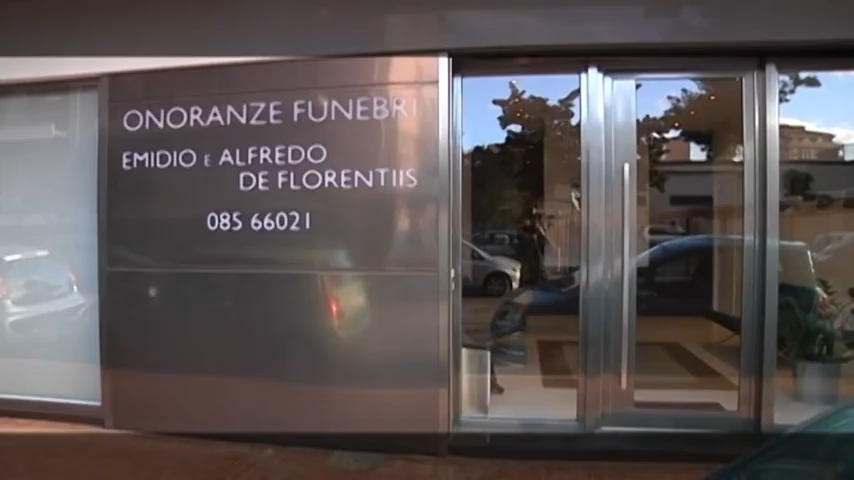 ONORANZE FUNEBRI
EMIDIO E ALFREDO
DE FLORENTIIS
085 66021